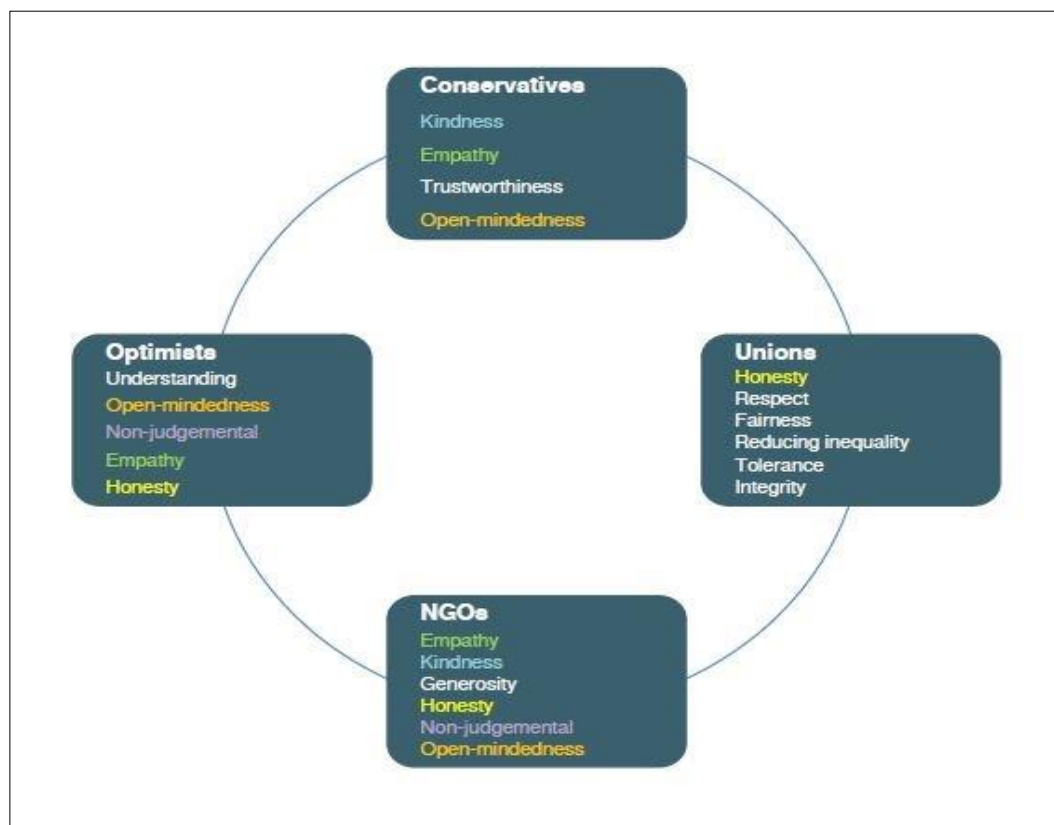 Conservatives
Kindness
Empathy
Trustworthiness
Open-mindedness
Optimists
Understanding
Open-mindedness
Non-judgemental
Empathy
Honesty
Unions
Honesty
Respect
Fairness
Reducing inequality
Tolerance
Integrity
NGOs
Empathy
Kindness
Generosity
Honesty
Non-judgemental
Open-mindedness